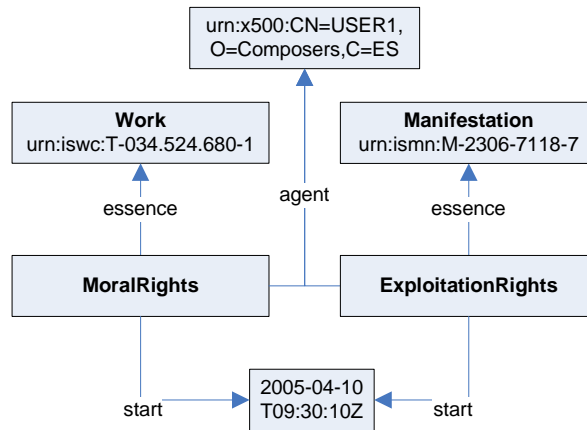 urn:x500:CN=USER1,
O=Composers,C=ES
Work
urn:iswc:T-034.524.680-1
Manifestation
urn:ismn:M-2306-7118-7
essence
agent
essence
MoralRights
ExploitationRights
2005-04-10
T09:30:10Z
start
start